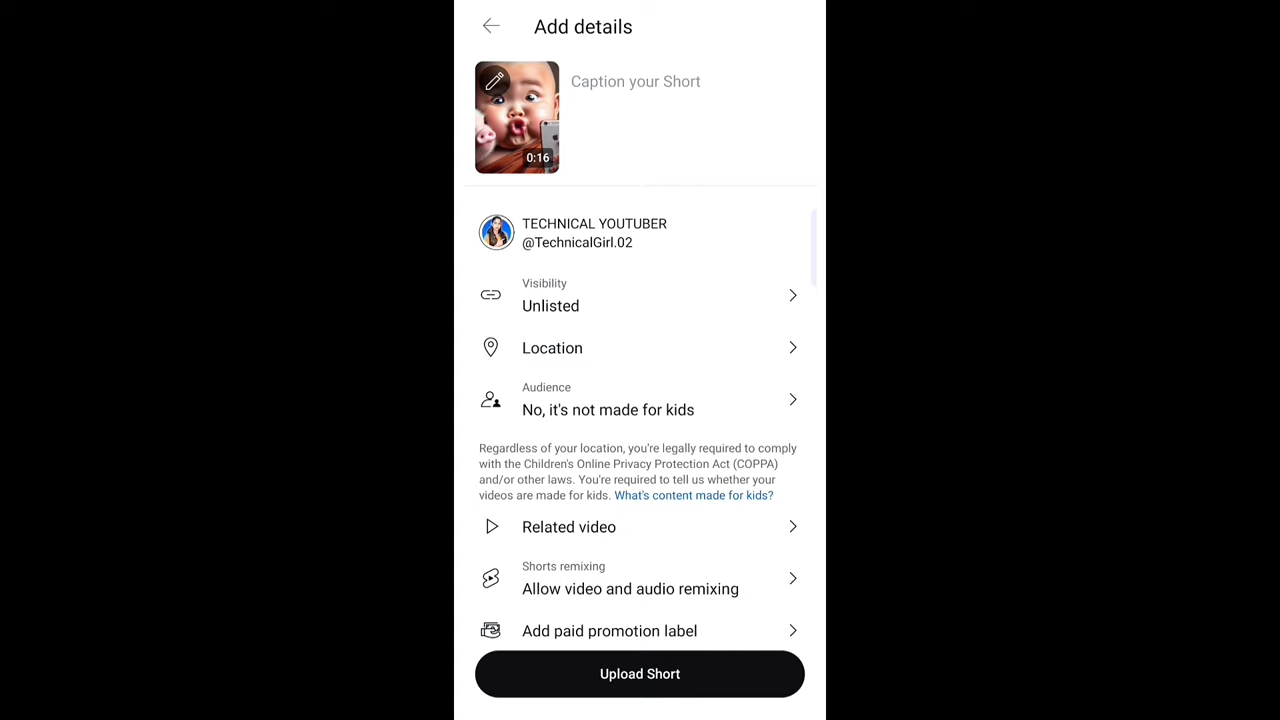 Add details
Caption your Short
0:16
TECHNICAL YOUTUBER
@TechnicalGirl.02
Visibility
Unlisted
Location
Audience
No, it's not made for kids
Regardless of your location, you're legally required to comply
with the Children's Online Privacy Protection Act (COPPA)
and/or other laws. You're required to tell us whether your
videos are made for kids. What's content made for kids?
Related video
Shorts remixing
Allow video and audio remixing
Add paid promotion label
Upload Short